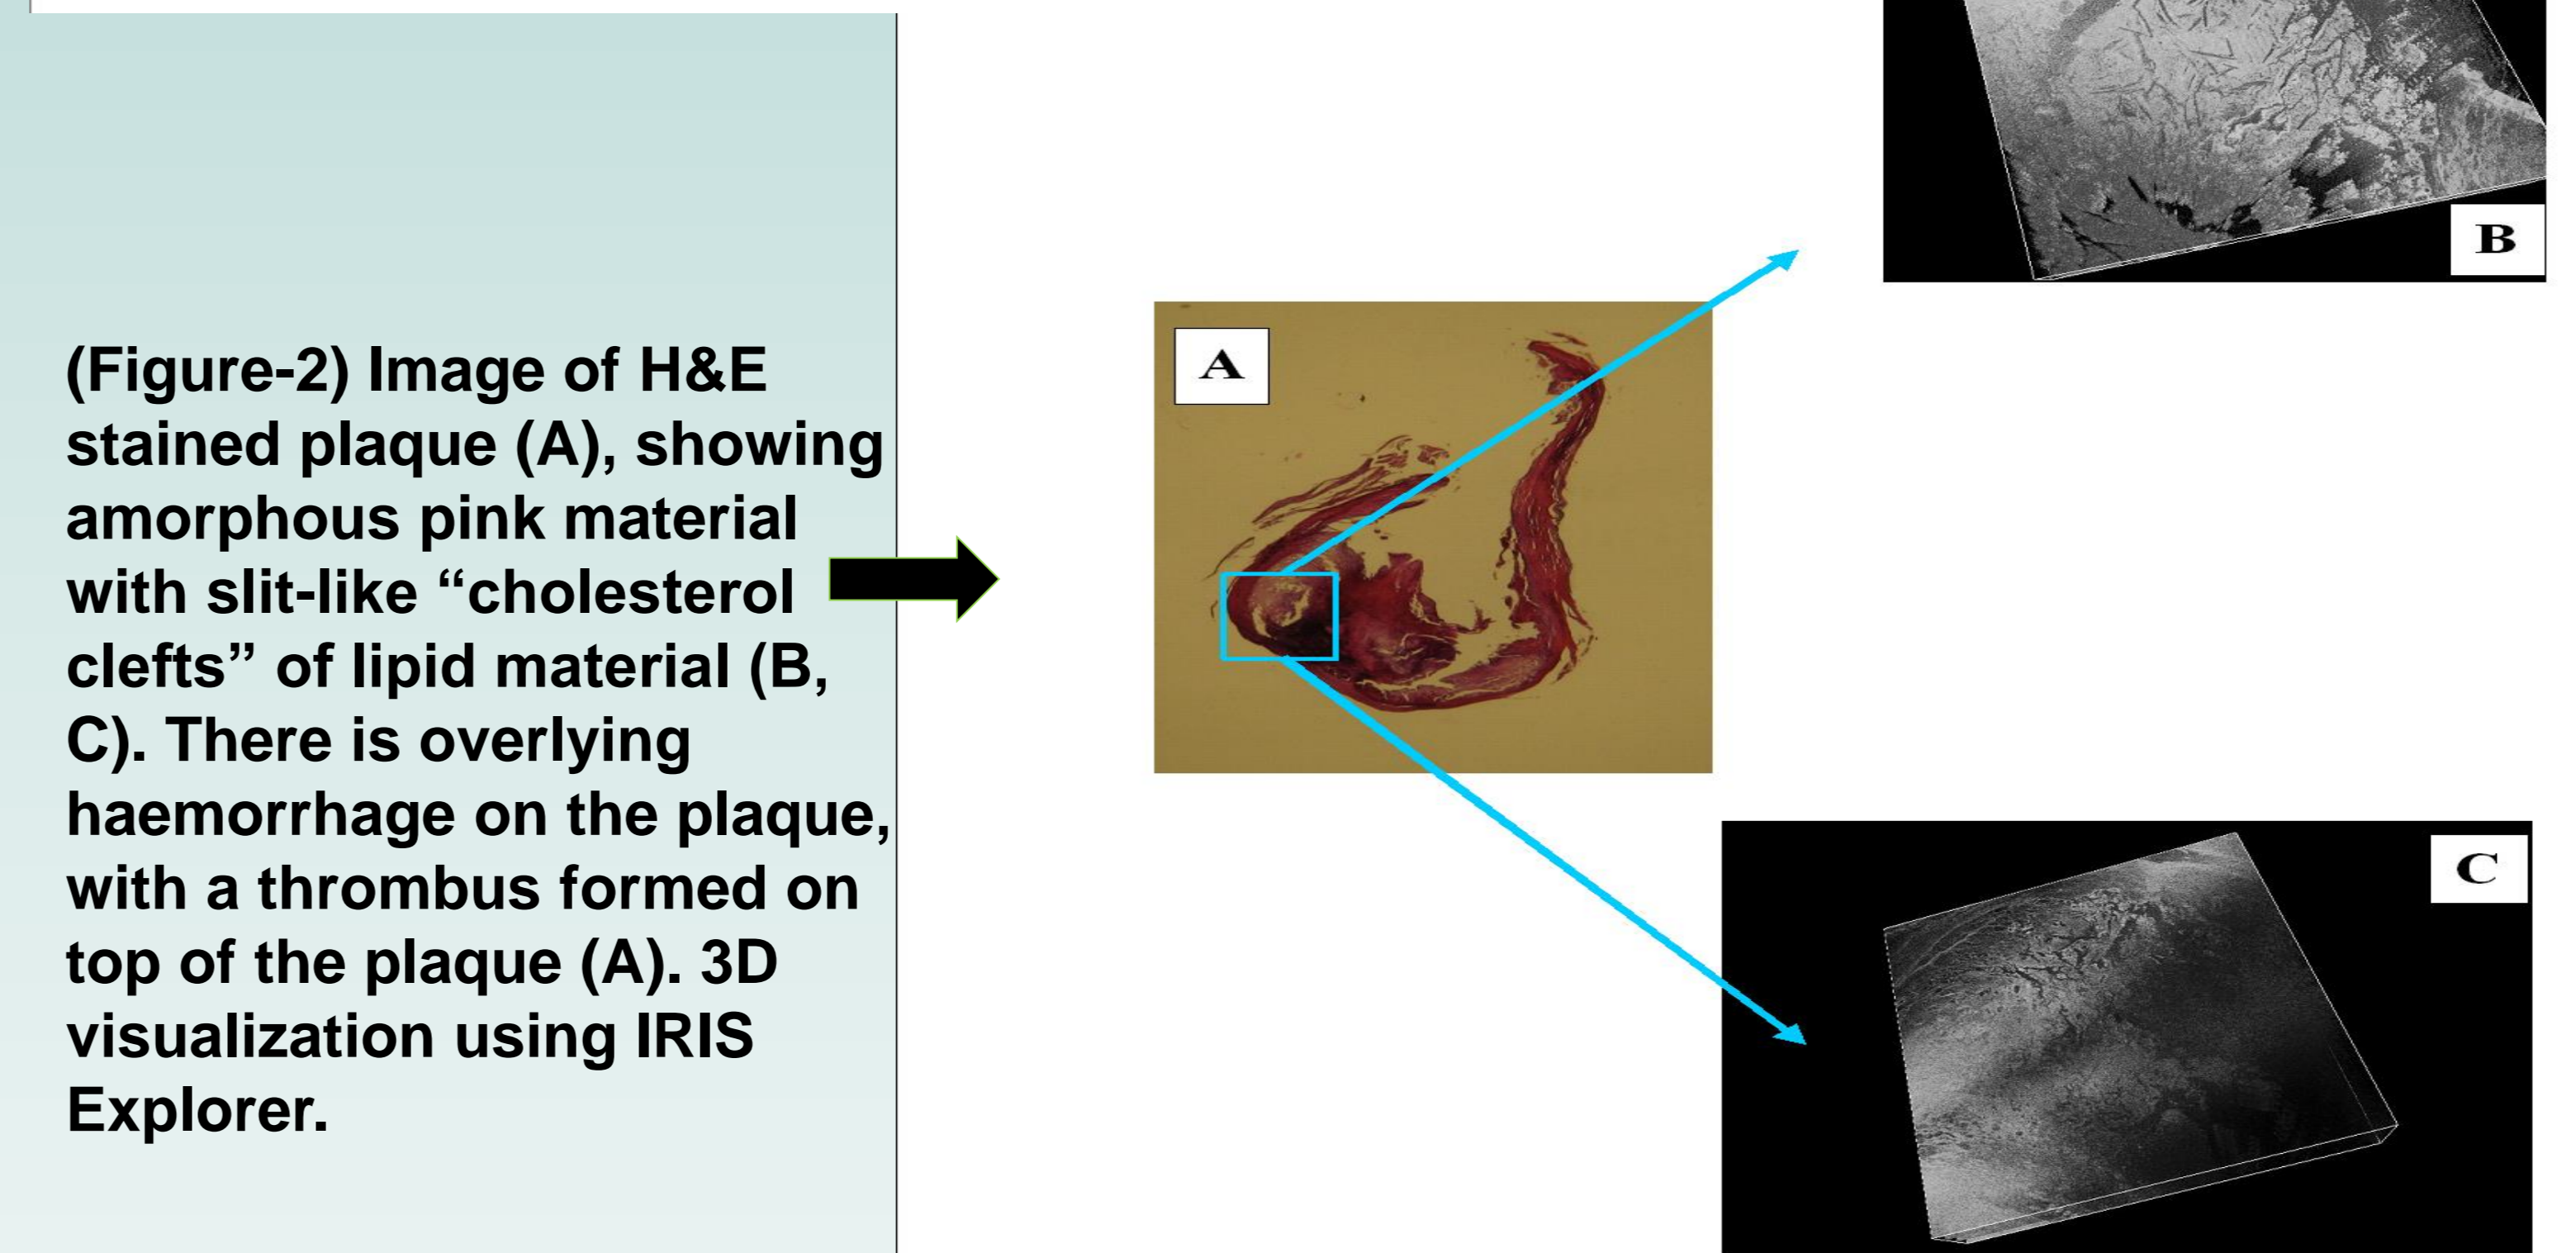 (Figure-2) Image of H&E
stained plaque (A), showing
amorphous pink material
with slit-like “cholesterol
clefts” of lipid material (B,
C). There is overlying
haemorrhage on the plaque,
with a thrombus formed on
top of the plaque (A). 3D
visualization using IRIS
Explorer.
A
B
C